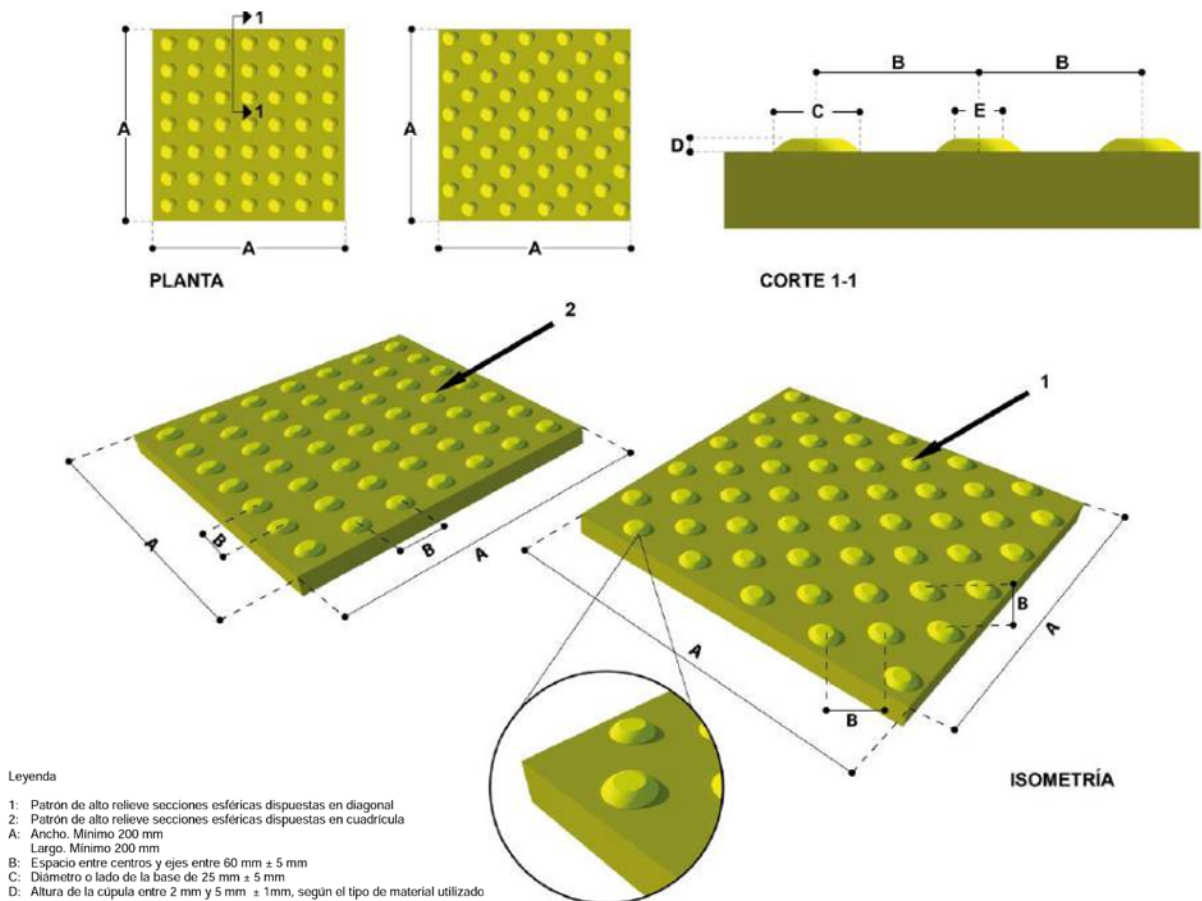 1
1
A
A
PLANTA
A
A
B
B
C
E
D
CORTE 1-1
2
A
B
B
A
1
B
A
A
B
ISOMETRÍA
Leyenda
1: Patrón de alto relieve secciones esféricas dispuestas en diagonal
2: Patrón de alto relieve secciones esféricas dispuestas en cuadrícula
A: Ancho. Mínimo 200 mm
Largo. Mínimo 200 mm
B: Espacio entre centros y ejes entre 60 mm ± 5 mm
C: Diámetro o lado de la base de 25 mm ± 5 mm
D: Altura de la cúpula entre 2 mm y 5 mm ± 1mm, según el tipo de material utilizado